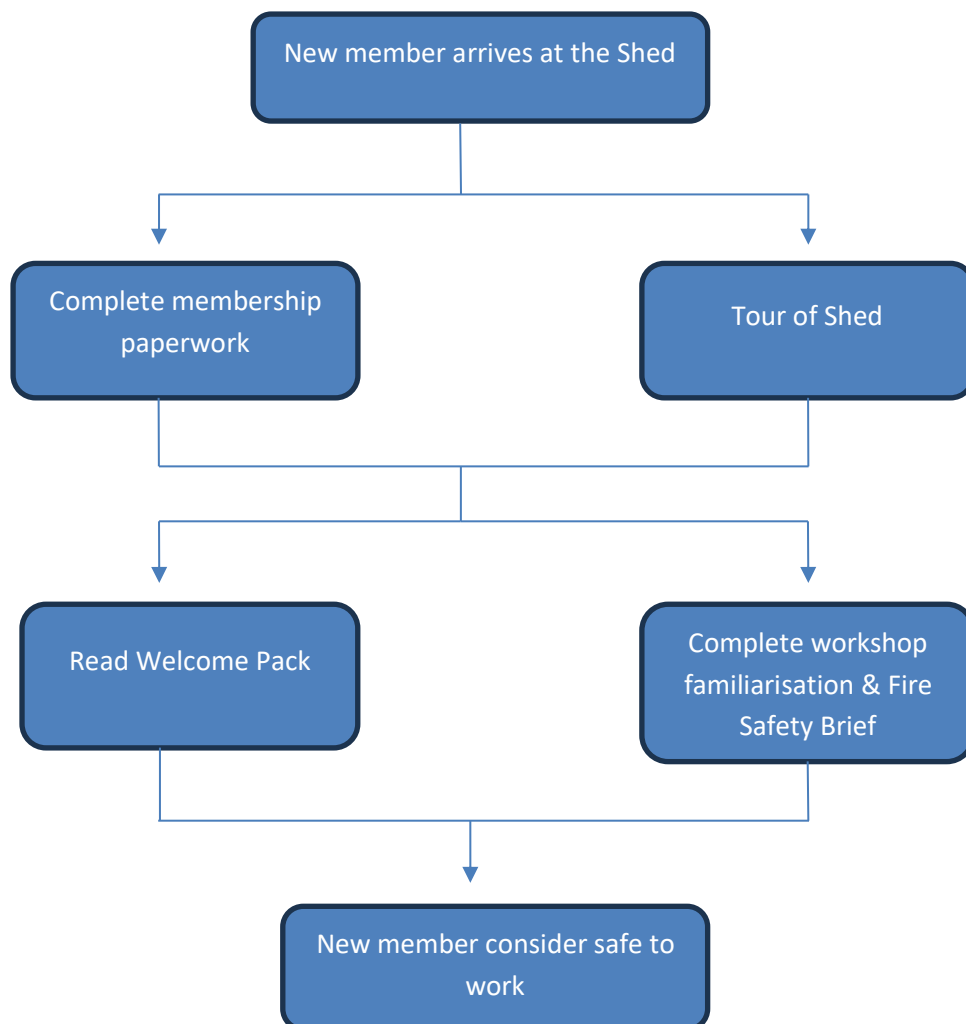 New member arrives at the Shed
Complete membership
paperwork
Tour of Shed
Read Welcome Pack
Complete workshop
familiarisation & Fire
Safety Brief
New member consider safe to
work